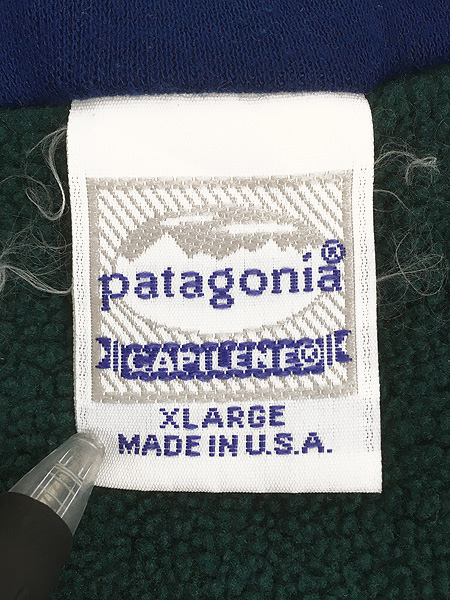 patagonia®
CAPILENE®
XLARGE
MADE IN U.S.A.